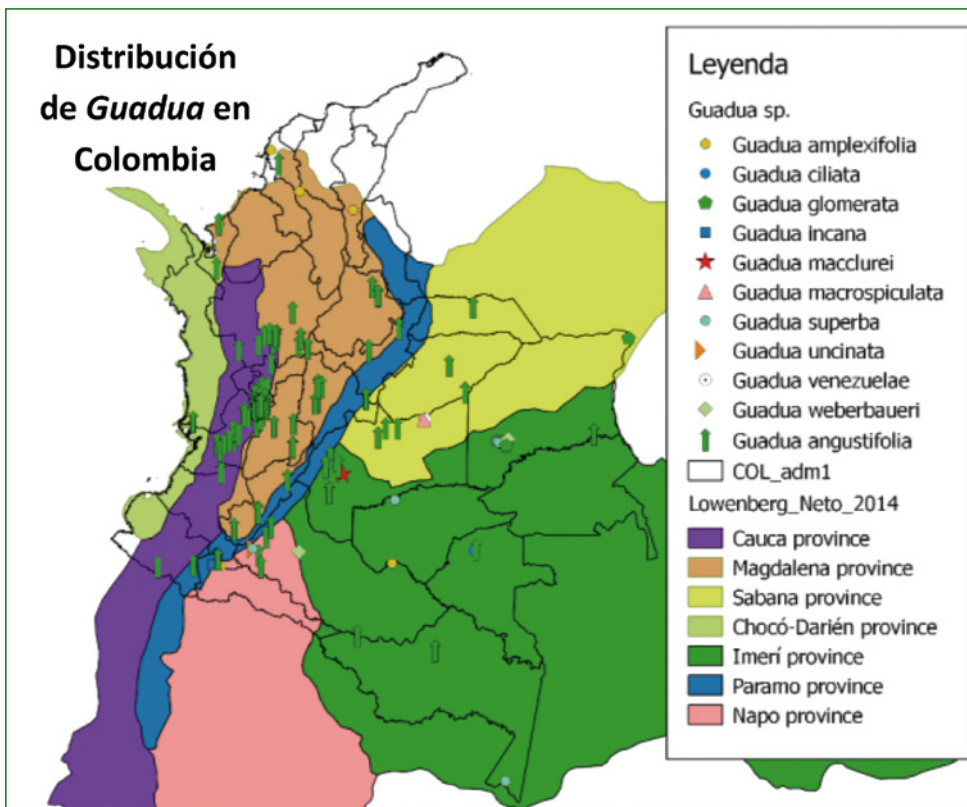 Distribución
de Guadua en
Colombia
Leyenda
Guadua sp.
Guadua amplexifolia
Guadua ciliata
Guadua glomerata
Guadua incana
Guadua macclurei
Guadua macrospiculata
Guadua superba
Guadua uncinata
Guadua venezuelae
Guadua weberbaueri
Guadua angustifolia
COL_adm1
Lowenberg_Neto_2014
Cauca province
Magdalena province
Sabana province
Chocó-Darién province
Imerí province
Paramo province
Napo province